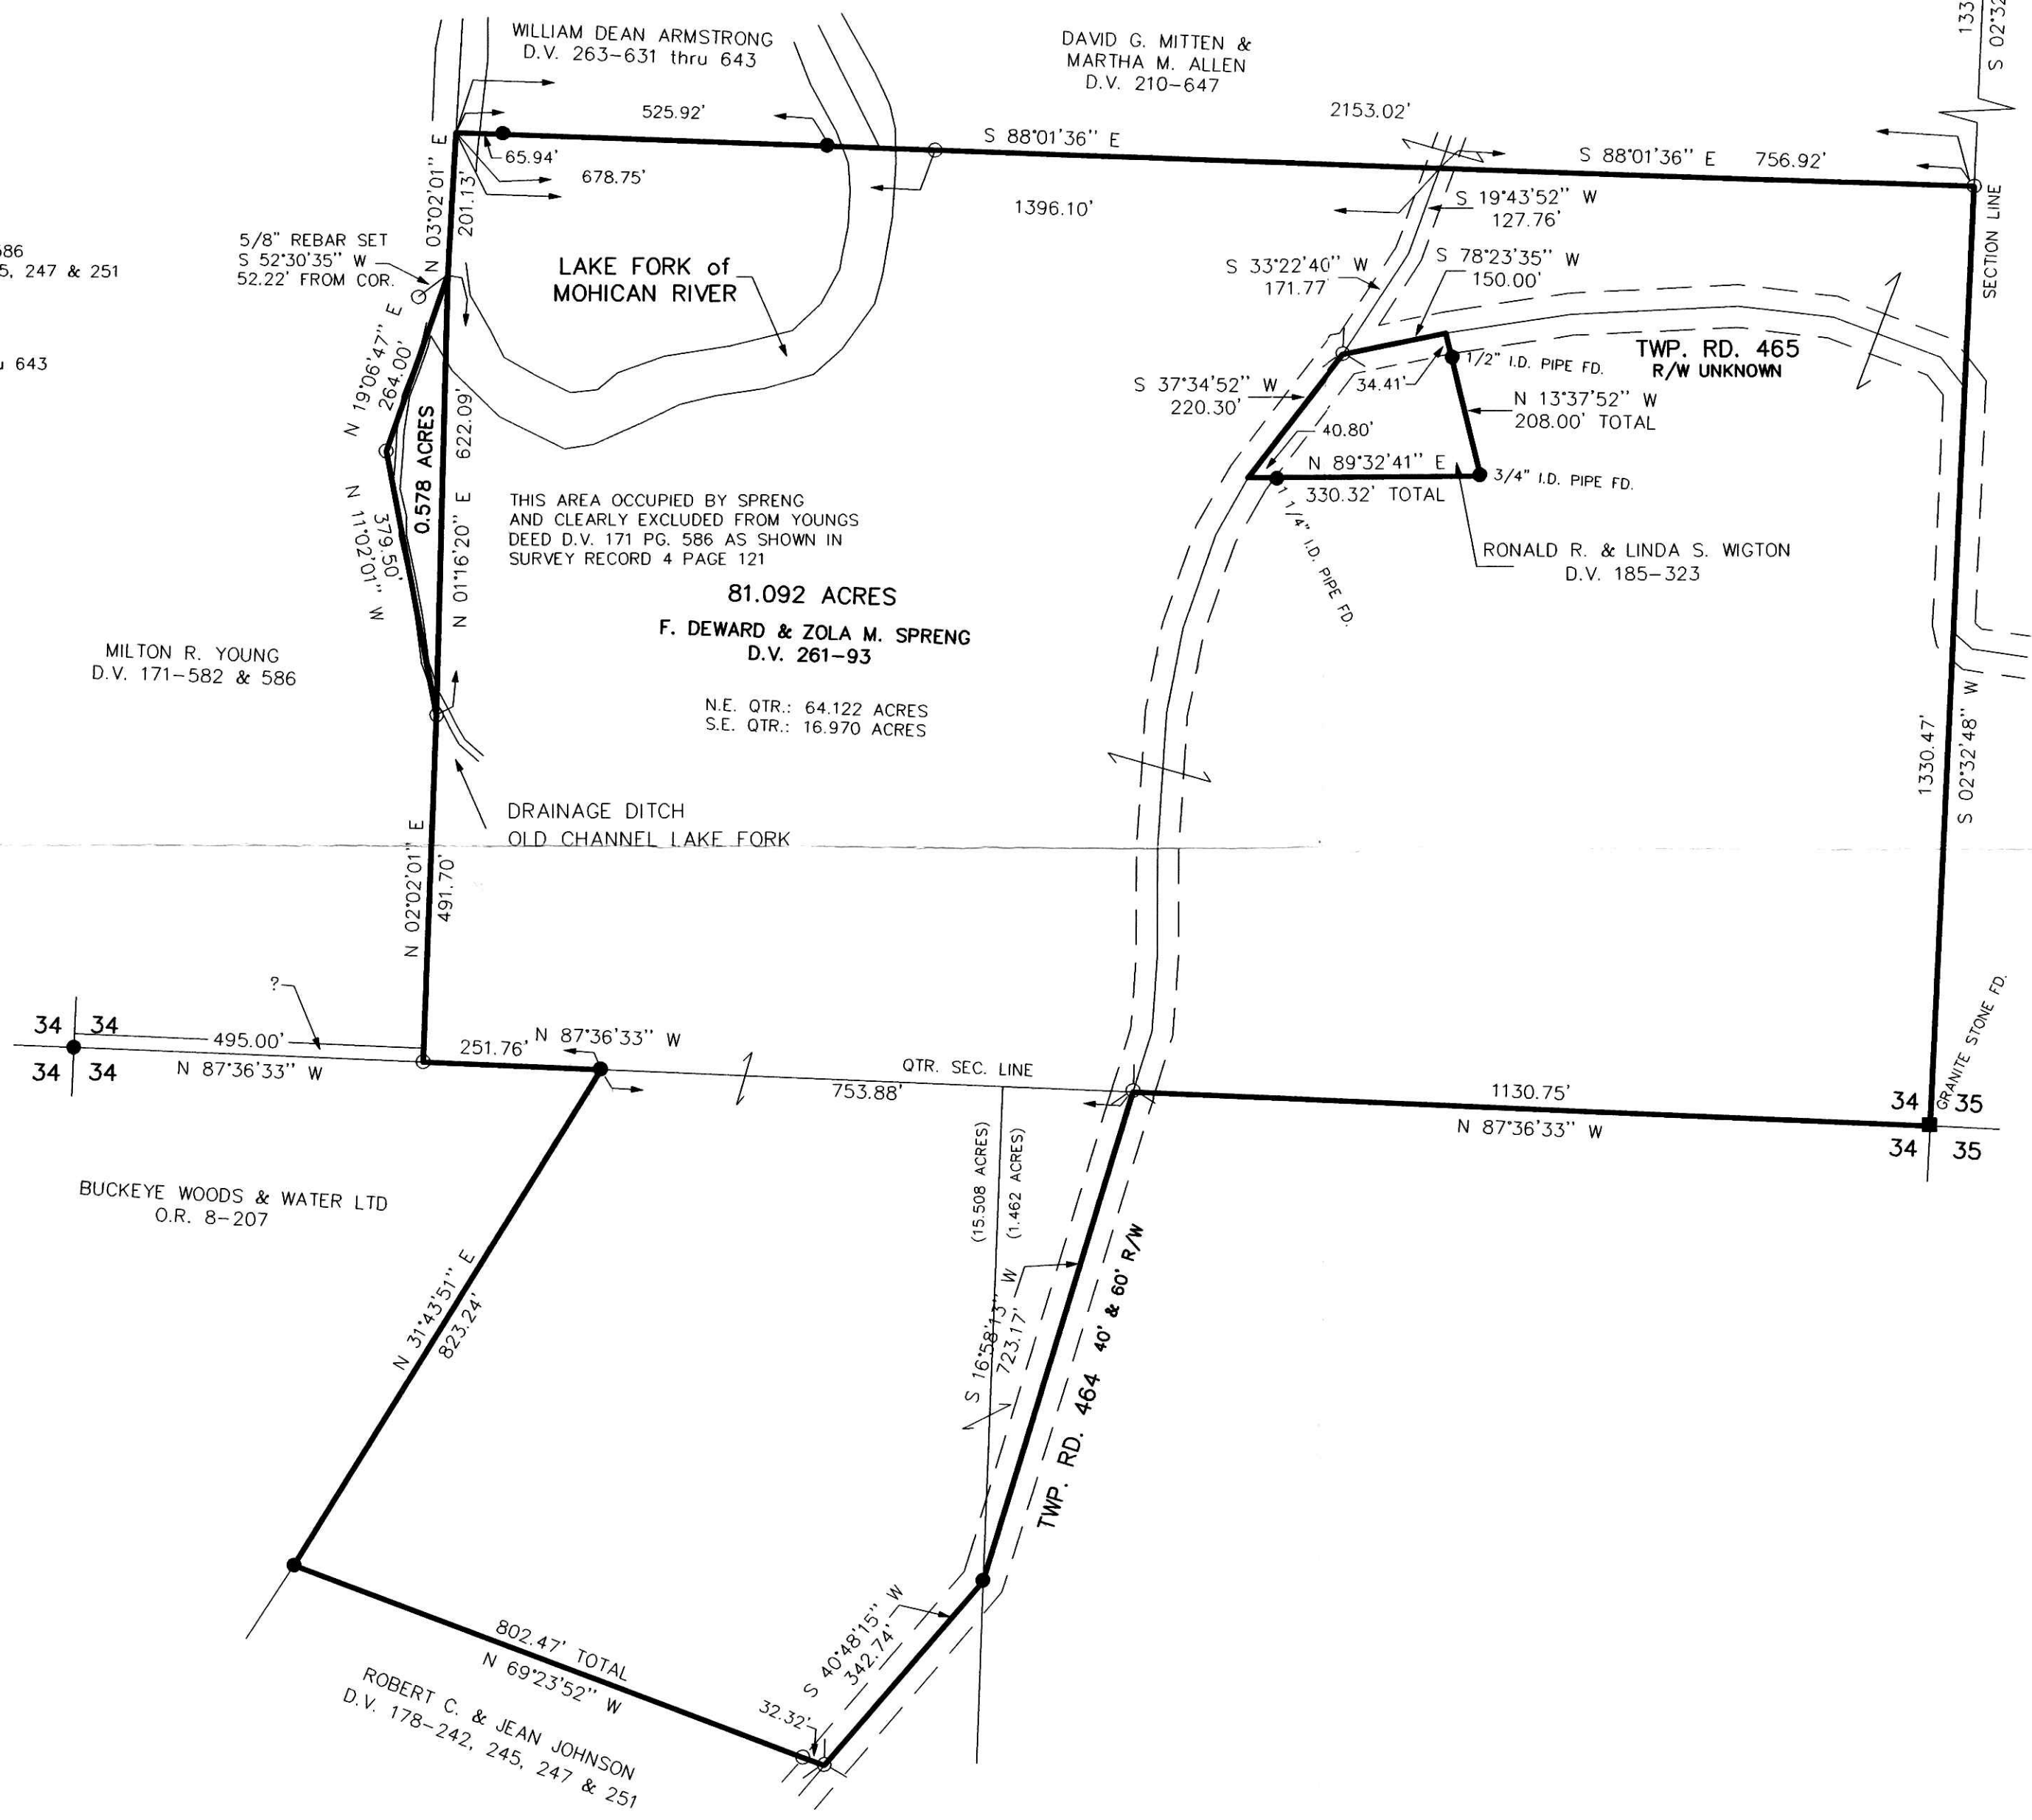 WILLIAM DEAN ARMSTRONG
D.V. 263-631 thru 643
DAVID G. MITTEN &
MARTHA M. ALLEN
D.V. 210-647
133
S 02°32
525.92'
2153.02'
S 88°01'36" E
S 88°01'36" E 756.92'
65.94'
678.75'
1396.10'
N 03°02'01" E
201.13'
S 19°43'52" W
127.76'
SECTION LINE
586
5, 247 & 251
5/8" REBAR SET
S 52°30'35" W
52.22' FROM COR.
LAKE FORK of
MOHICAN RIVER
S 33°22'40" W
171.77'
S 78°23'35" W
150.00'
643
N 19°06'47" E
264.00'
TWP. RD. 465
R/W UNKNOWN
1/2" I.D. PIPE FD.
34.41'
S 37°34'52" W
220.30'
N 13°37'52" W
208.00' TOTAL
0.578 ACRES
622.09'
N 01°16'20" E
40.80'
N 89°32'41" E
330.32' TOTAL
3/4" I.D. PIPE FD.
1 1/4" I.D. PIPE FD.
N 11°02'01" W
379.50'
THIS AREA OCCUPIED BY SPRENG
AND CLEARLY EXCLUDED FROM YOUNGS
DEED D.V. 171 PG. 586 AS SHOWN IN
SURVEY RECORD 4 PAGE 121
RONALD R. & LINDA S. WIGTON
D.V. 185-323
81.092 ACRES
F. DEWARD & ZOLA M. SPRENG
D.V. 261-93
MILTON R. YOUNG
D.V. 171-582 & 586
N.E. QTR.: 64.122 ACRES
S.E. QTR.: 16.970 ACRES
1330.47'
S 02°32'48" W
DRAINAGE DITCH
OLD CHANNEL LAKE FORK
N 02°02'01" E
491.70'
?
34 34
34 34
495.00'
N 87°36'33" W
251.76'
N 87°36'33" W
QTR. SEC. LINE
753.88'
1130.75'
N 87°36'33" W
GRANITE STONE FD.
34 35
34 35
(15.508 ACRES)
(1.462 ACRES)
BUCKEYE WOODS & WATER LTD
O.R. 8-207
N 31°43'51" E
823.24'
S 16°58'13" W
723.17'
TWP. RD. 464 40' & 60' R/W
S 40°48'15" W
342.74'
802.47' TOTAL
N 69°23'52" W
32.32'
ROBERT C. & JEAN JOHNSON
D.V. 178-242, 245, 247 & 251